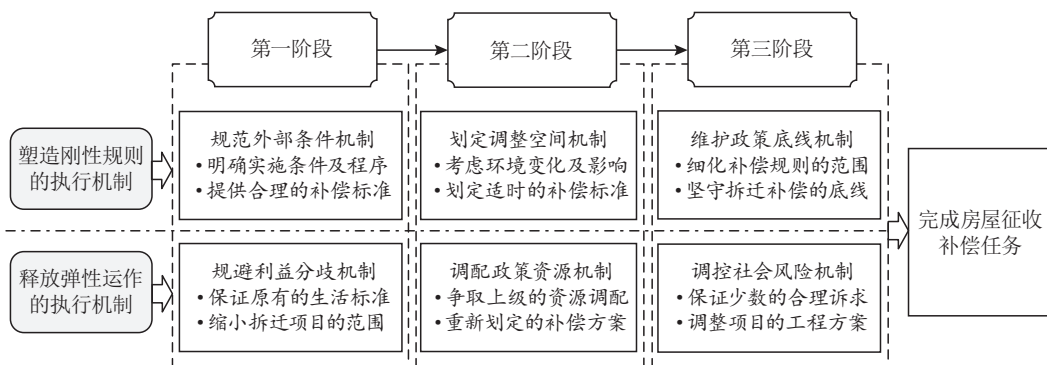 第一阶段
第二阶段
第三阶段
塑造刚性规则
的执行机制
规范外部条件机制
•明确实施条件及程序
•提供合理的补偿标准
划定调整空间机制
•考虑环境变化及影响
•划定适时的补偿标准
维护政策底线机制
•细化补偿规则的范围
•坚守拆迁补偿的底线
释放弹性运作
的执行机制
规避利益分歧机制
•保证原有的生活标准
•缩小拆迁项目的范围
调配政策资源机制
•争取上级的资源调配
•重新划定的补偿方案
调控社会风险机制
•保证少数的合理诉求
•调整项目的工程方案
完成房屋征收
补偿任务